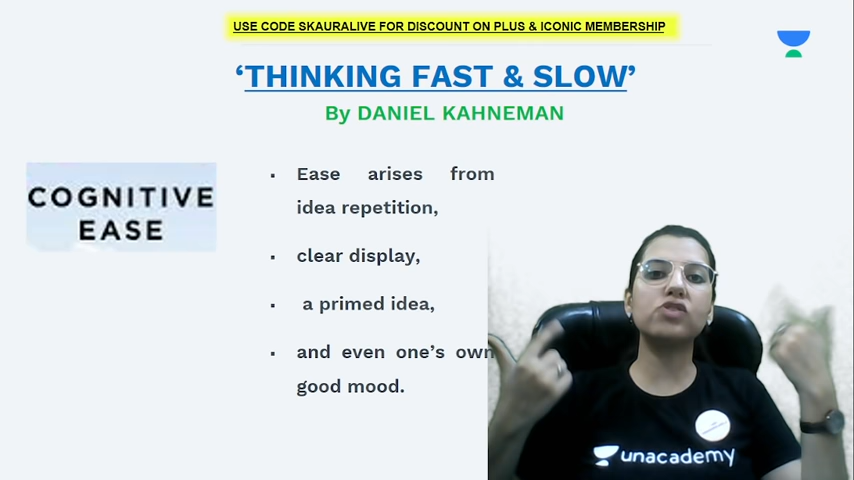 USE CODE SKAURALIVE FOR DISCOUNT ON PLUS & ICONIC MEMBERSHIP
‘THINKING FAST & SLOW’
By DANIEL KAHNEMAN
COGNITIVE
EASE
▪ Ease arises from
idea repetition,
▪ clear display,
▪ a primed idea,
▪ and even one’s own
good mood.
unacademy